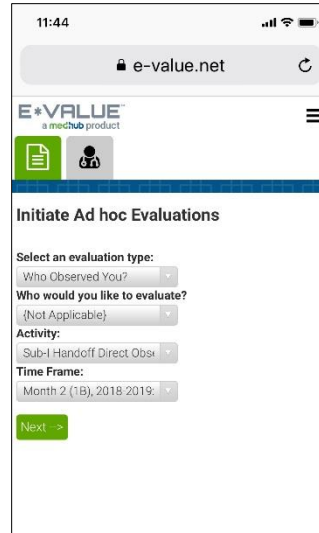 11:44
e-value.net
E*VALUE™
a medhub product
Initiate Ad hoc Evaluations
Select an evaluation type:
Who Observed You?
Who would you like to evaluate?
{Not Applicable}
Activity:
Sub-I Handoff Direct Obse
Time Frame:
Month 2 (1B), 2018-2019:
Next -->